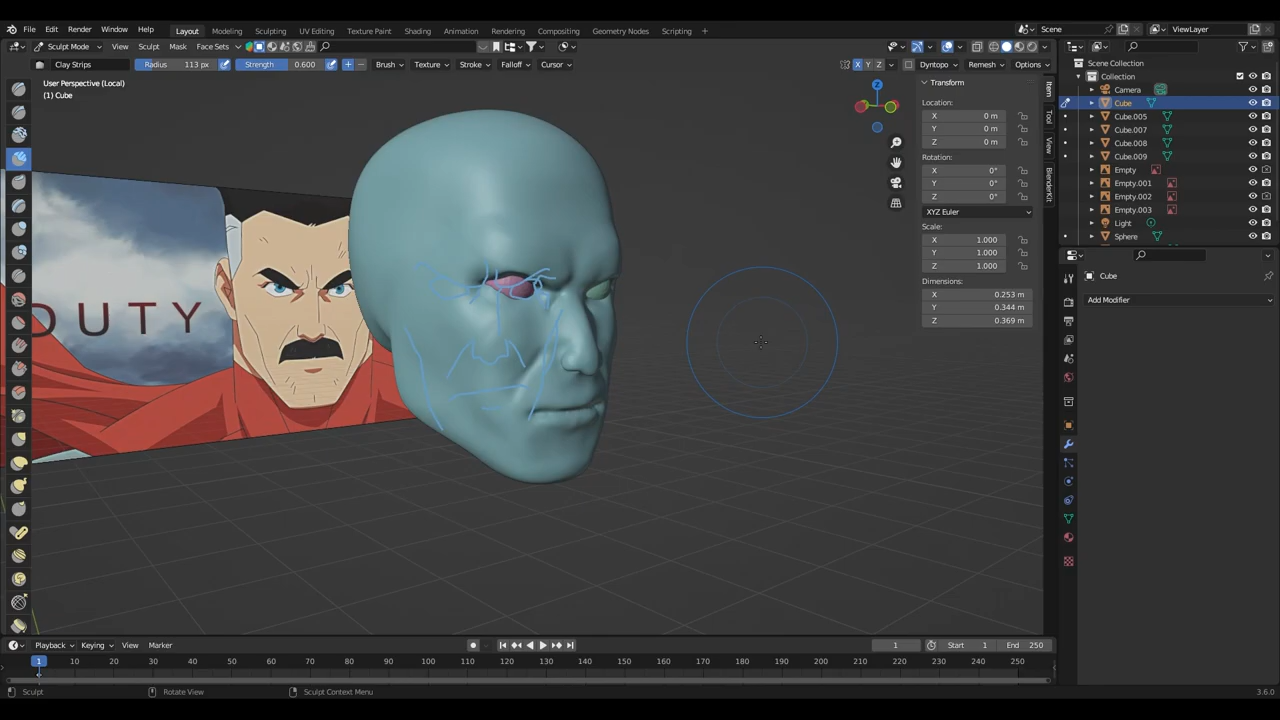 File Edit Render Window Help Layout Modeling Sculpting UV Editing Texture Paint Shading Animation Rendering Compositing Geometry Nodes Scripting + Scene ViewLayer
Sculpt Mode View Sculpt Mask Face Sets
Clay Strips Radius 113 px Strength 0.600 Brush Texture Stroke Falloff Cursor X Y Z Dyntopo Remesh Options
User Perspective (Local)
(1) Cube
Z
DUTY
Transform
Location:
X 0 m
Y 0 m
Z 0 m
Rotation:
X 0°
Y 0°
Z 0°
XYZ Euler
Scale:
X 1.000
Y 1.000
Z 1.000
Dimensions:
X 0.253 m
Y 0.344 m
Z 0.369 m
Item
Tool
View
BlenderKit
Scene Collection
Collection
Camera
Cube
Cube.005
Cube.007
Cube.008
Cube.009
Empty
Empty.001
Empty.002
Empty.003
Light
Sphere
Cube
Add Modifier
Playback Keying View Marker 1 Start 1 End 250
1 10 20 30 40 50 60 70 80 90 100 110 120 130 140 150 160 170 180 190 200 210 220 230 240 250
Sculpt Rotate View Sculpt Context Menu 3.6.0